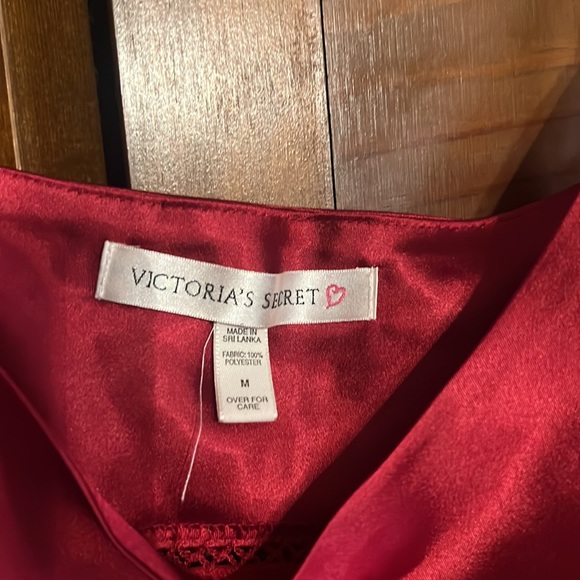 VICTORIA'S SECRET
MADE IN
SRI LANKA
FABRIC: 100%
POLYESTER
M
OVER FOR
CARE